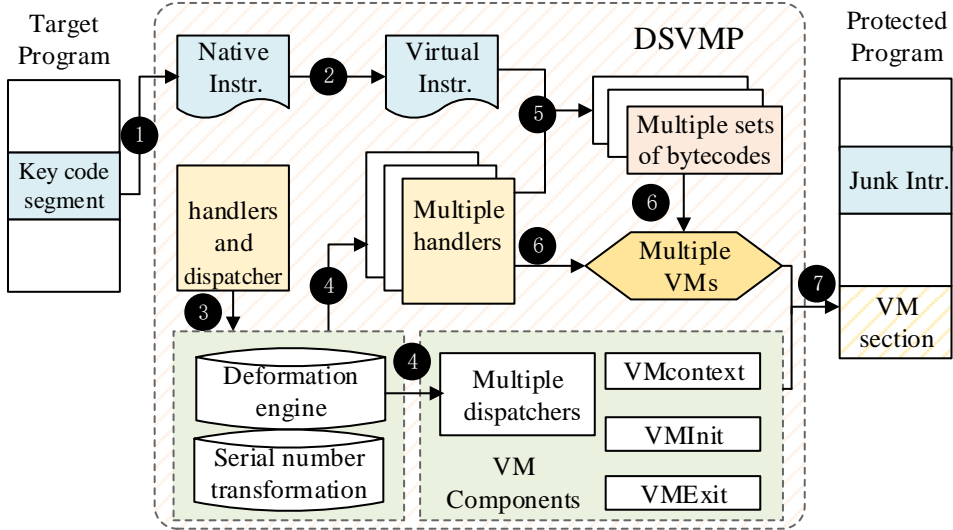 Target
Program
Key code
segment
1
Native
Instr.
2
Virtual
Instr.
DSVMP
5
Multiple sets
of bytecodes
handlers
and
dispatcher
3
4
Multiple
handlers
6
6
Multiple
VMs
7
Deformation
engine
Serial number
transformation
4
Multiple
dispatchers
VMcontext
VMInit
VMExit
VM
Components
Protected
Program
Junk Intr.
VM
section